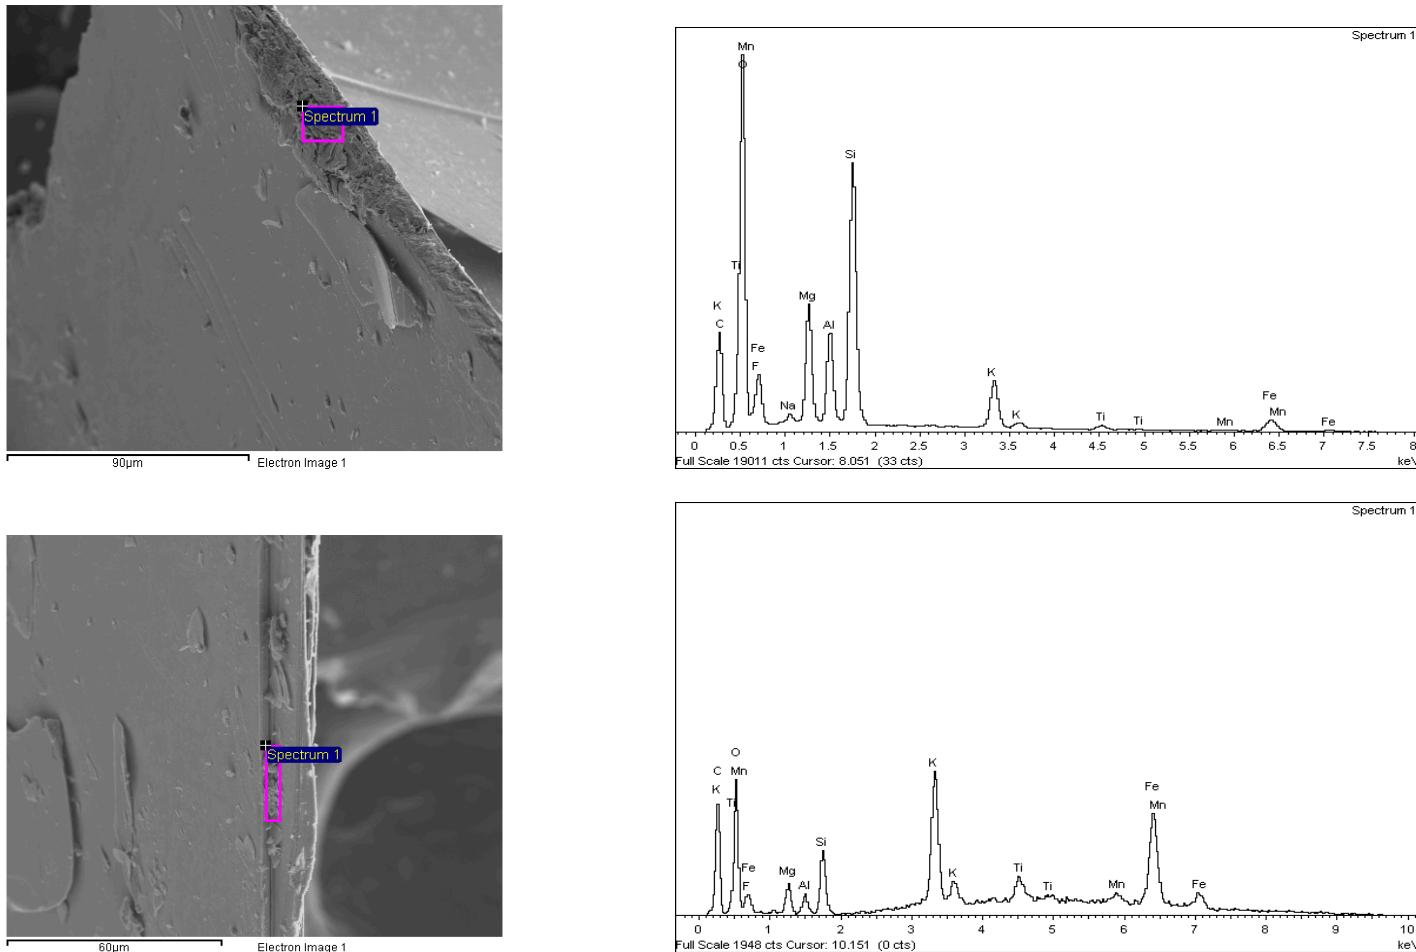 Spectrum 1
90µm Electron Image 1
Spectrum 1
Mn
O
Si
Ti
Mg
K
C
Al
Fe
F
K
Na
K
Ti
Ti
Mn
Fe
Mn
Fe
0 0.5 1 1.5 2 2.5 3 3.5 4 4.5 5 5.5 6 6.5 7 7.5 8
Full Scale 19011 cts Cursor: 8.051 (33 cts) keV
Spectrum 1
60µm Electron Image 1
Spectrum 1
O
C
Mn
K
Ti
K
Fe
Mn
Si
Fe
Mg
K
Ti
F
Al
Ti
Mn
Fe
0 1 2 3 4 5 6 7 8 9 10
Full Scale 1948 cts Cursor: 10.151 (0 cts) keV